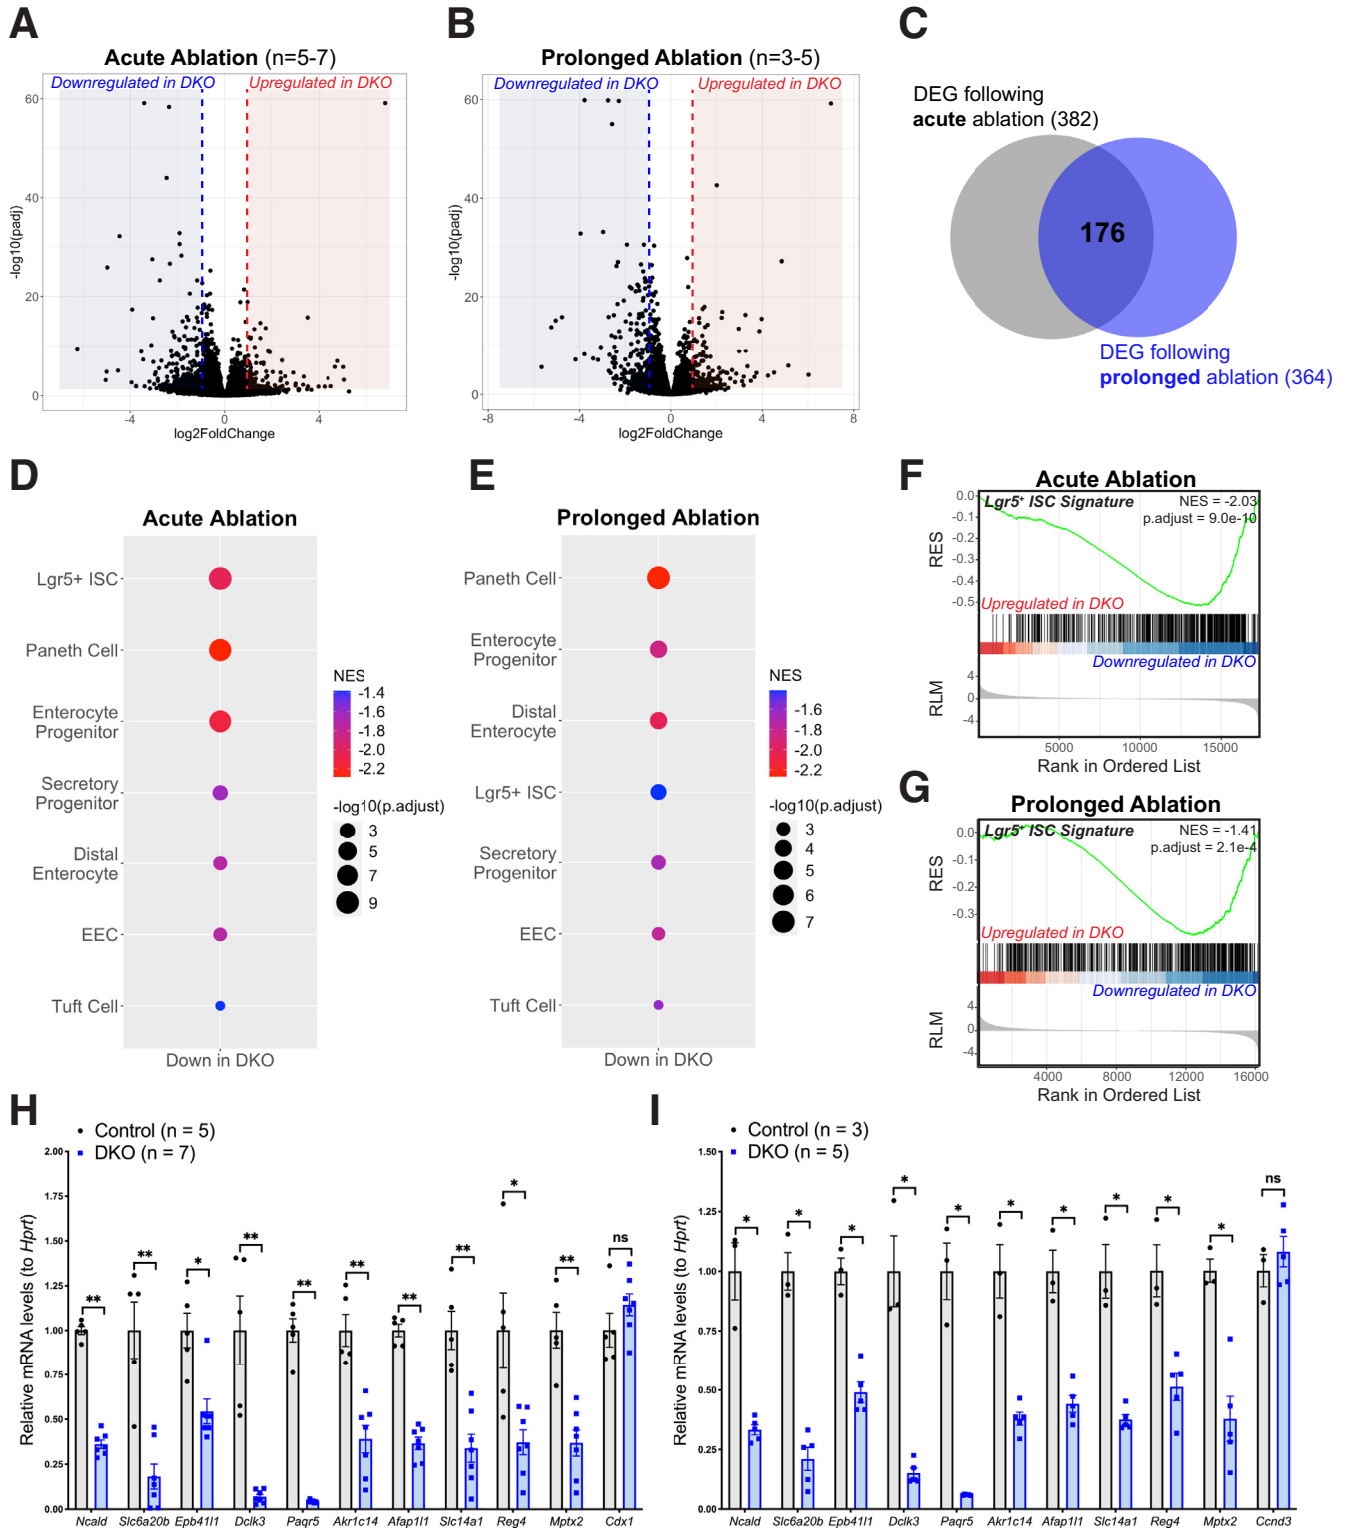 A
Acute Ablation (n=5-7)
Downregulated in DKO
Upregulated in DKO
-log10(padj)
60
40
20
0
-4
0
4
log2FoldChange
B
Prolonged Ablation (n=3-5)
Downregulated in DKO
Upregulated in DKO
-log10(padj)
60
40
20
0
-8
-4
0
4
8
log2FoldChange
C
DEG following
acute ablation (382)
176
DEG following
prolonged ablation (364)
D
Acute Ablation
Lgr5+ ISC
Paneth Cell
Enterocyte
Progenitor
Secretory
Progenitor
Distal
Enterocyte
EEC
Tuft Cell
Down in DKO
NES
-1.4
-1.6
-1.8
-2.0
-2.2
-log10(p.adjust)
3
5
7
9
E
Prolonged Ablation
Paneth Cell
Enterocyte
Progenitor
Distal
Enterocyte
Lgr5+ ISC
Secretory
Progenitor
EEC
Tuft Cell
Down in DKO
NES
-1.6
-1.8
-2.0
-2.2
-log10(p.adjust)
3
4
5
6
7
F
Acute Ablation
Lgr5+ ISC Signature
NES = -2.03
p.adjust = 9.0e-10
RES
0.0
-0.1
-0.2
-0.3
-0.4
-0.5
Upregulated in DKO
Downregulated in DKO
RLM
4
0
-4
5000
10000
15000
Rank in Ordered List
G
Prolonged Ablation
Lgr5+ ISC Signature
NES = -1.41
p.adjust = 2.1e-4
RES
0.0
-0.1
-0.2
-0.3
Upregulated in DKO
Downregulated in DKO
RLM
4
0
-4
4000
8000
12000
16000
Rank in Ordered List
H
Control (n = 5)
DKO (n = 7)
Relative mRNA levels (to Hprt)
2.00
1.75
1.50
1.25
1.00
0.75
0.50
0.25
0.00
**
**
*
**
**
**
**
**
*
**
ns
Ncald
Slc6a20b
Epb41l1
Dclk3
Paqr5
Akr1c14
Afap1l1
Slc14a1
Reg4
Mptx2
Cdx1
I
Control (n = 3)
DKO (n = 5)
Relative mRNA levels (to Hprt)
1.50
1.25
1.00
0.75
0.50
0.25
0.00
*
*
*
*
*
*
*
*
*
*
ns
Ncald
Slc6a20b
Epb41l1
Dclk3
Paqr5
Akr1c14
Afap1l1
Slc14a1
Reg4
Mptx2
Ccnd3